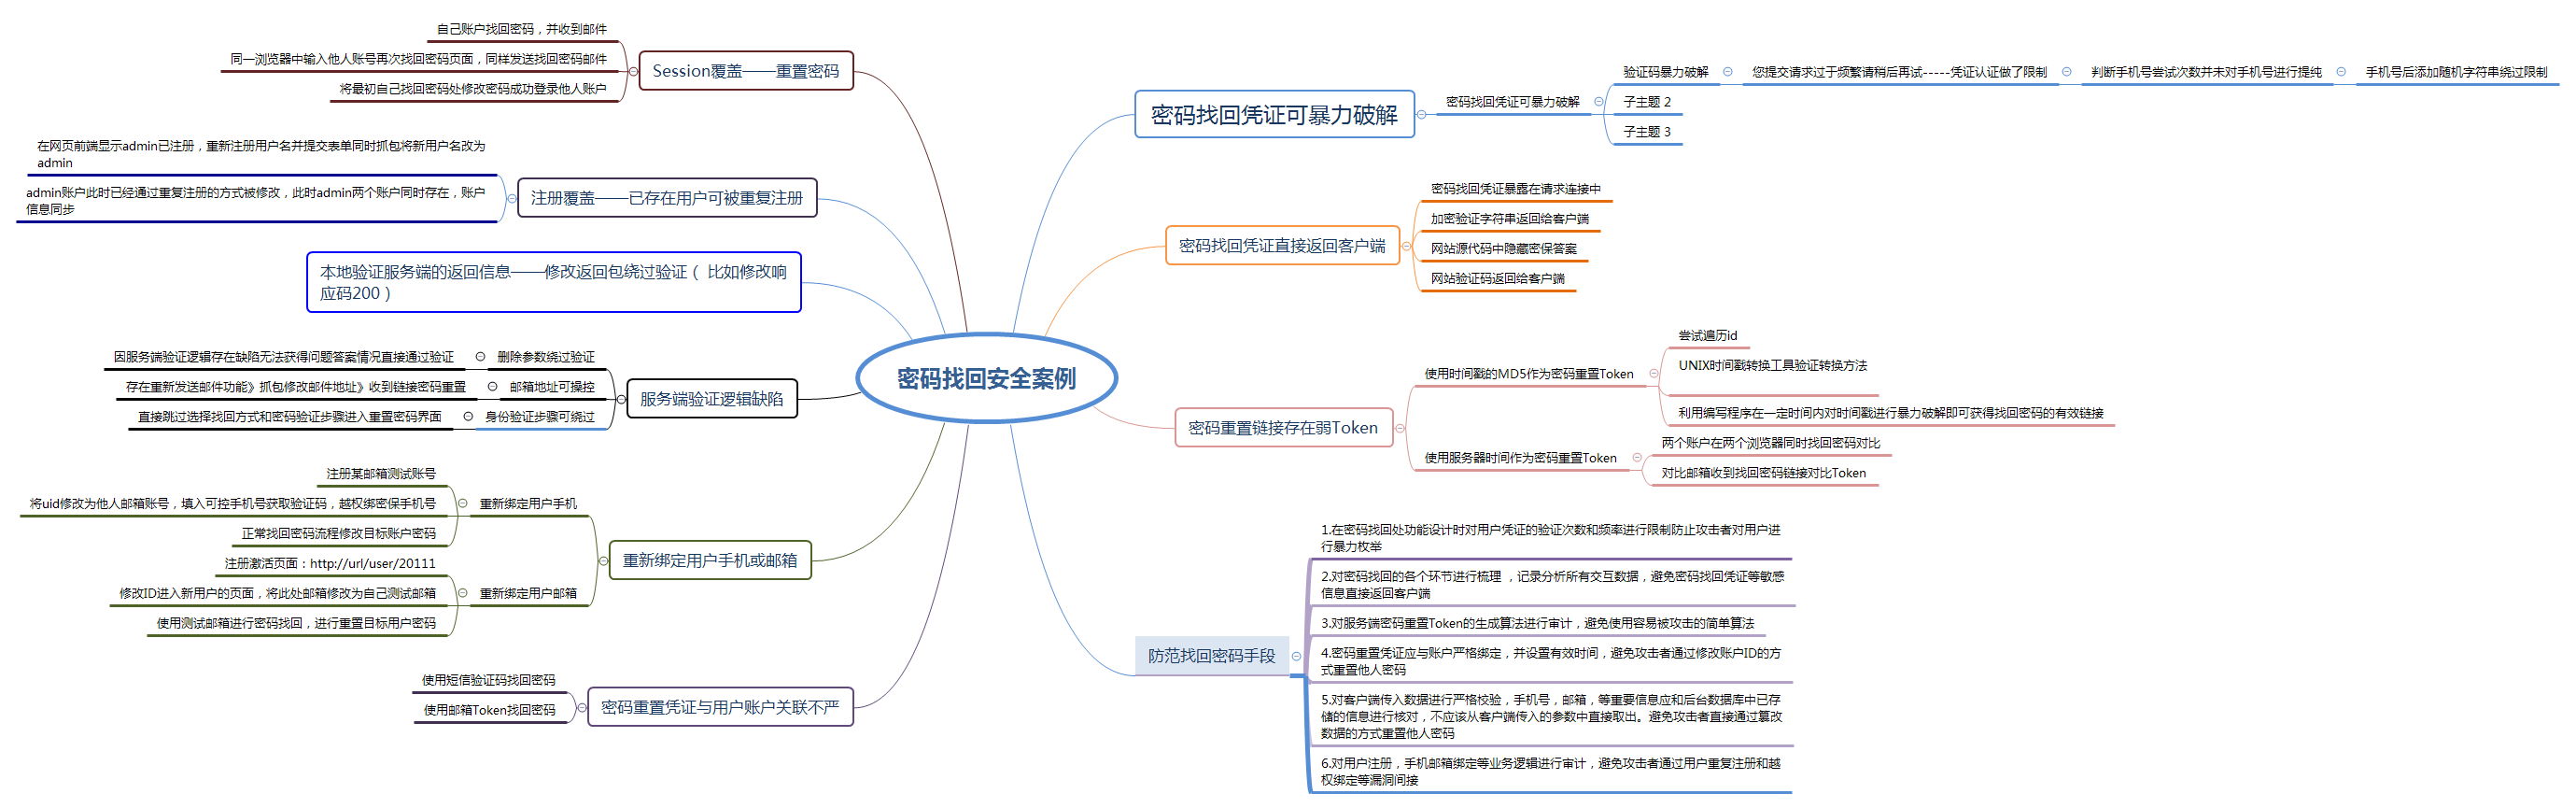 密码找回安全案例
密码找回凭证可暴力破解
密码找回凭证可暴力破解
验证码暴力破解
您提交请求过于频繁请稍后再试-----凭证认证做了限制
判断手机号尝试次数并未对手机号进行提纯
手机号后添加随机字符串绕过限制
子主题 2
子主题 3
密码找回凭证直接返回客户端
密码找回凭证暴露在请求连接中
加密验证字符串返回给客户端
网站源代码中隐藏密保答案
网站验证码返回给客户端
密码重置链接存在弱Token
使用时间戳的MD5作为密码重置Token
尝试遍历id
UNIX时间戳转换工具验证转换方法
利用编写程序在一定时间内对时间戳进行暴力破解即可获得找回密码的有效链接
使用服务器时间作为密码重置Token
两个账户在两个浏览器同时找回密码对比
对比邮箱收到找回密码链接对比Token
防范找回密码手段
1.在密码找回处功能设计时对用户凭证的验证次数和频率进行限制防止攻击者对用户进
行暴力枚举
2.对密码找回的各个环节进行梳理 ，记录分析所有交互数据，避免密码找回凭证等敏感
信息直接返回客户端
3.对服务端密码重置Token的生成算法进行审计，避免使用容易被攻击的简单算法
4.密码重置凭证应与账户严格绑定，并设置有效时间，避免攻击者通过修改账户ID的方
式重置他人密码
5.对客户端传入数据进行严格校验，手机号，邮箱，等重要信息应和后台数据库中已存
储的信息进行核对，不应该从客户端传入的参数中直接取出。避免攻击者直接通过篡改
数据的方式重置他人密码
6.对用户注册，手机邮箱绑定等业务逻辑进行审计，避免攻击者通过用户重复注册和越
权绑定等漏洞间接
Session覆盖——重置密码
自己账户找回密码，并收到邮件
同一浏览器中输入他人账号再次找回密码页面，同样发送找回密码邮件
将最初自己找回密码处修改密码成功登录他人账户
注册覆盖——已存在用户可被重复注册
在网页前端显示admin已注册，重新注册用户名并提交表单同时抓包将新用户名改为
admin
admin账户此时已经通过重复注册的方式被修改，此时admin两个账户同时存在，账户
信息同步
本地验证服务端的返回信息——修改返回包绕过验证（ 比如修改响
应码200）
服务端验证逻辑缺陷
删除参数绕过验证
因服务端验证逻辑存在缺陷无法获得问题答案情况直接通过验证
邮箱地址可操控
存在重新发送邮件功能》抓包修改邮件地址》收到链接密码重置
身份验证步骤可绕过
直接跳过选择找回方式和密码验证步骤进入重置密码界面
重新绑定用户手机或邮箱
重新绑定用户手机
注册某邮箱测试账号
将uid修改为他人邮箱账号，填入可控手机号获取验证码，越权绑密保手机号
正常找回密码流程修改目标账户密码
重新绑定用户邮箱
注册激活页面：http://url/user/20111
修改ID进入新用户的页面，将此处邮箱修改为自己测试邮箱
使用测试邮箱进行密码找回，进行重置目标用户密码
密码重置凭证与用户账户关联不严
使用短信验证码找回密码
使用邮箱Token找回密码